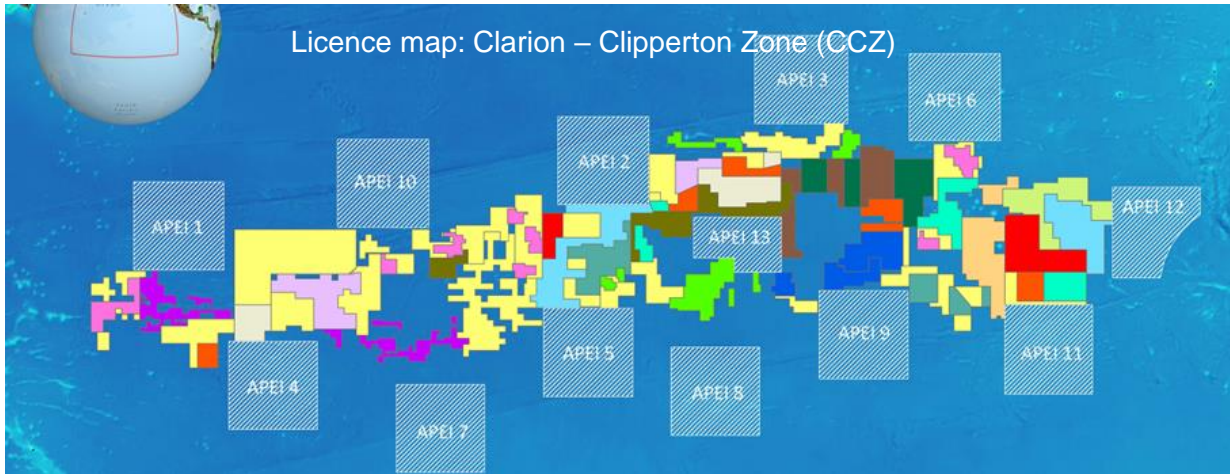 Licence map: Clarion – Clipperton Zone (CCZ)
APEI 3
APEI 6
APEI 2
APEI 10
APEI 1
APEI 12
APEI 13
APEI 5
APEI 9
APEI 11
APEI 4
APEI 8
APEI 7